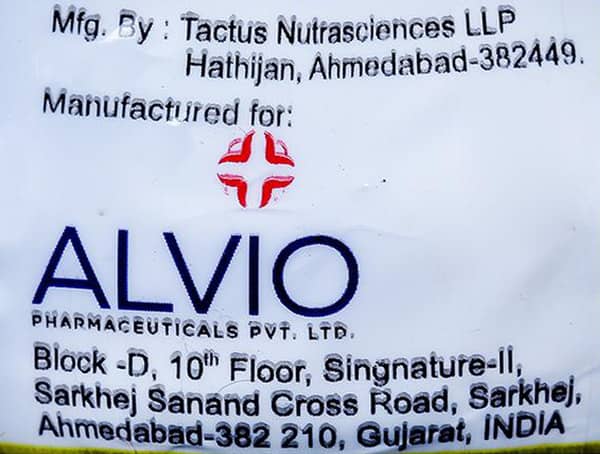 Mfg. By : Tactus Nutrasciences LLP
Hathijan, Ahmedabad-382449.
Manufactured for:
ALVIO
PHARMACEUTICALS PVT. LTD.
Block -D, 10th Floor, Singnature-II,
Sarkhej Sanand Cross Road, Sarkhej,
Ahmedabad-382 210, Gujarat, INDIA